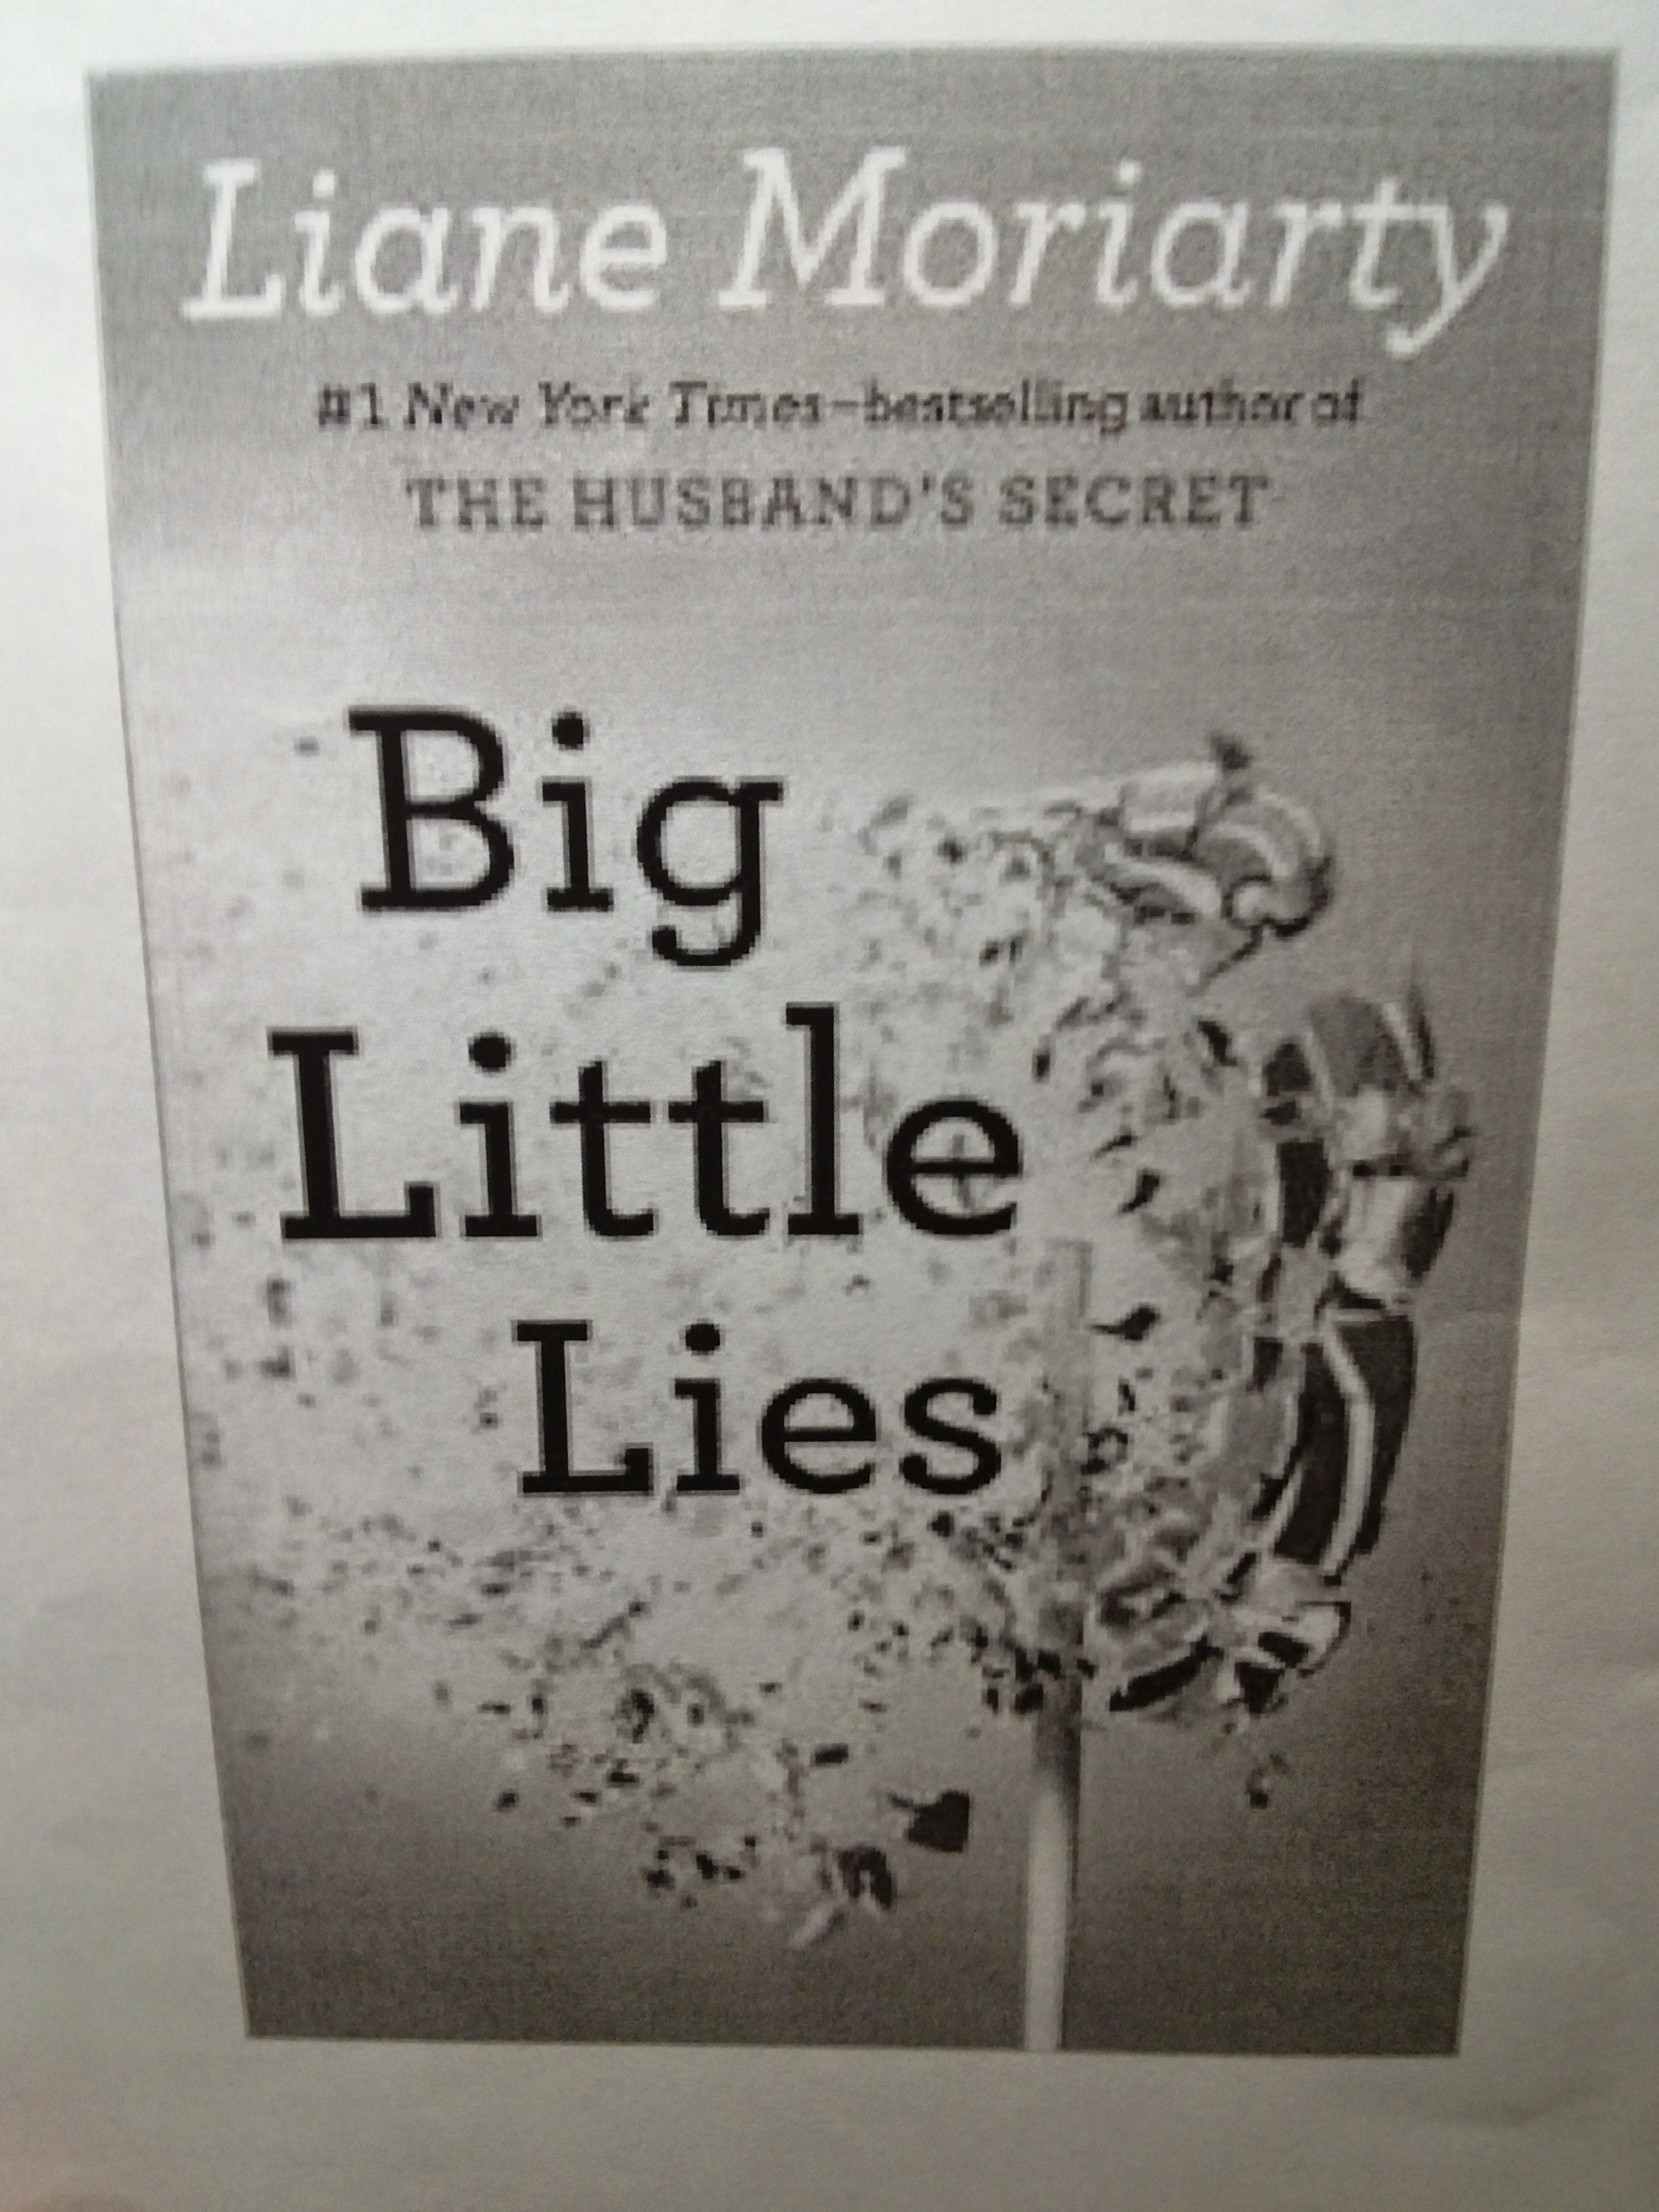 Liane Moriarty
#1 New York Times–bestselling author of
THE HUSBAND'S SECRET
Big
Little
Lies